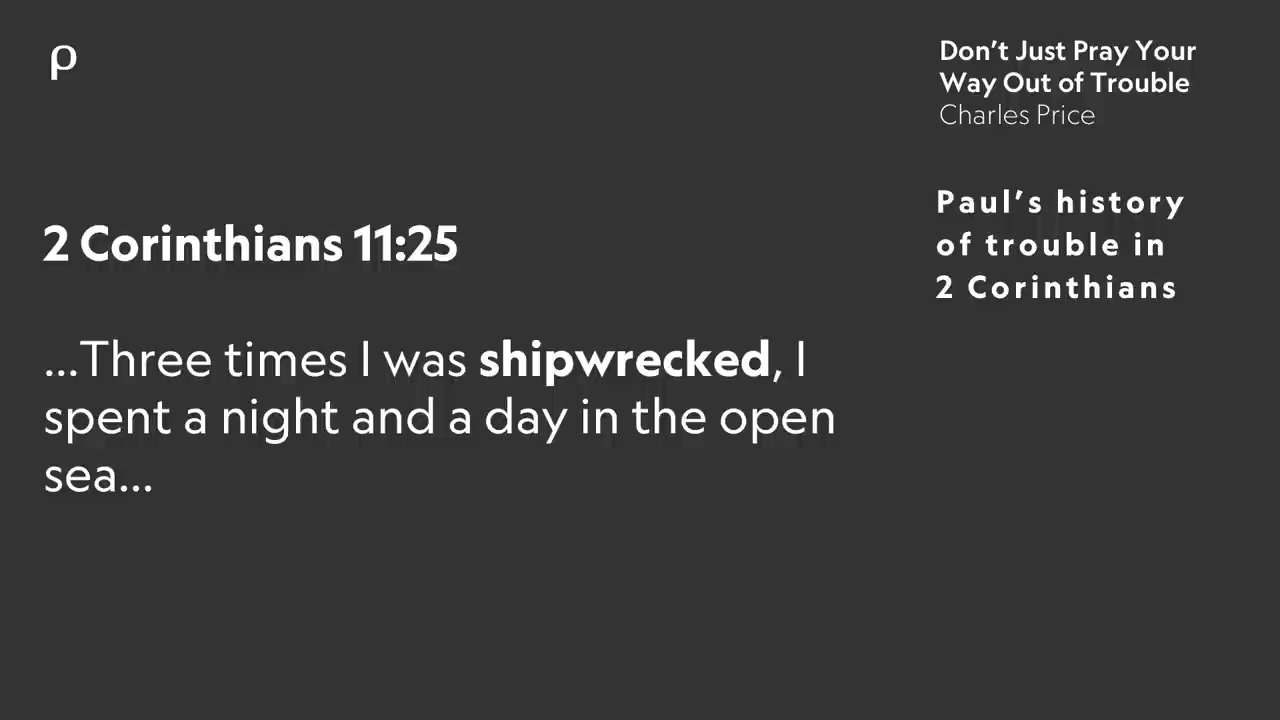 ρ
Don’t Just Pray Your
Way Out of Trouble
Charles Price
Paul’s history
of trouble in
2 Corinthians
2 Corinthians 11:25
...Three times I was shipwrecked, I
spent a night and a day in the open
sea...